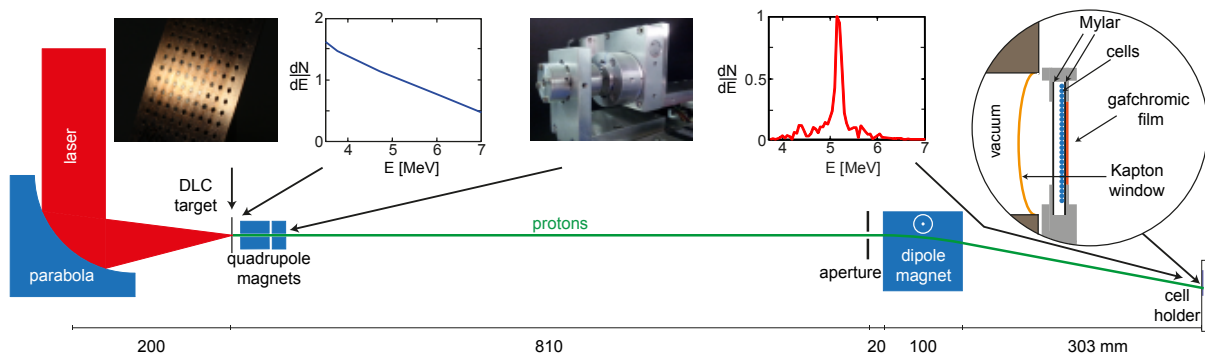 laser
parabola
DLC
target
2
1
0
dN
dE
4
5
6
7
E [MeV]
quadrupole
magnets
protons
1
0.5
0
dN
dE
4
5
6
7
E [MeV]
aperture
dipole
magnet
Mylar
cells
gafchromic
film
vacuum
Kapton
window
cell
holder
200
810
20
100
303 mm